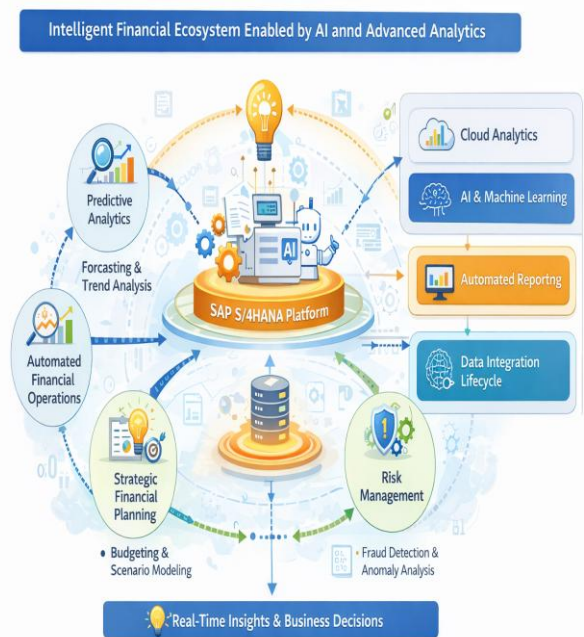 Intelligent Financial Ecosystem Enabled by AI annd Advanced Analytics
Predictive
Analytics
Forcasting &
Trend Analysis
Automated
Financial
Operations
Strategic
Financial
Planning
• Budgeting &
Scenario Modeling
AI
SAP S/4HANA Platform
Cloud Analytics
AI & Machine Learning
Automated Reportng
Data Integration
Lifecycle
Risk
Management
• Fraud Detection &
Anomaly Analysis
Real-Time Insights & Business Decisions